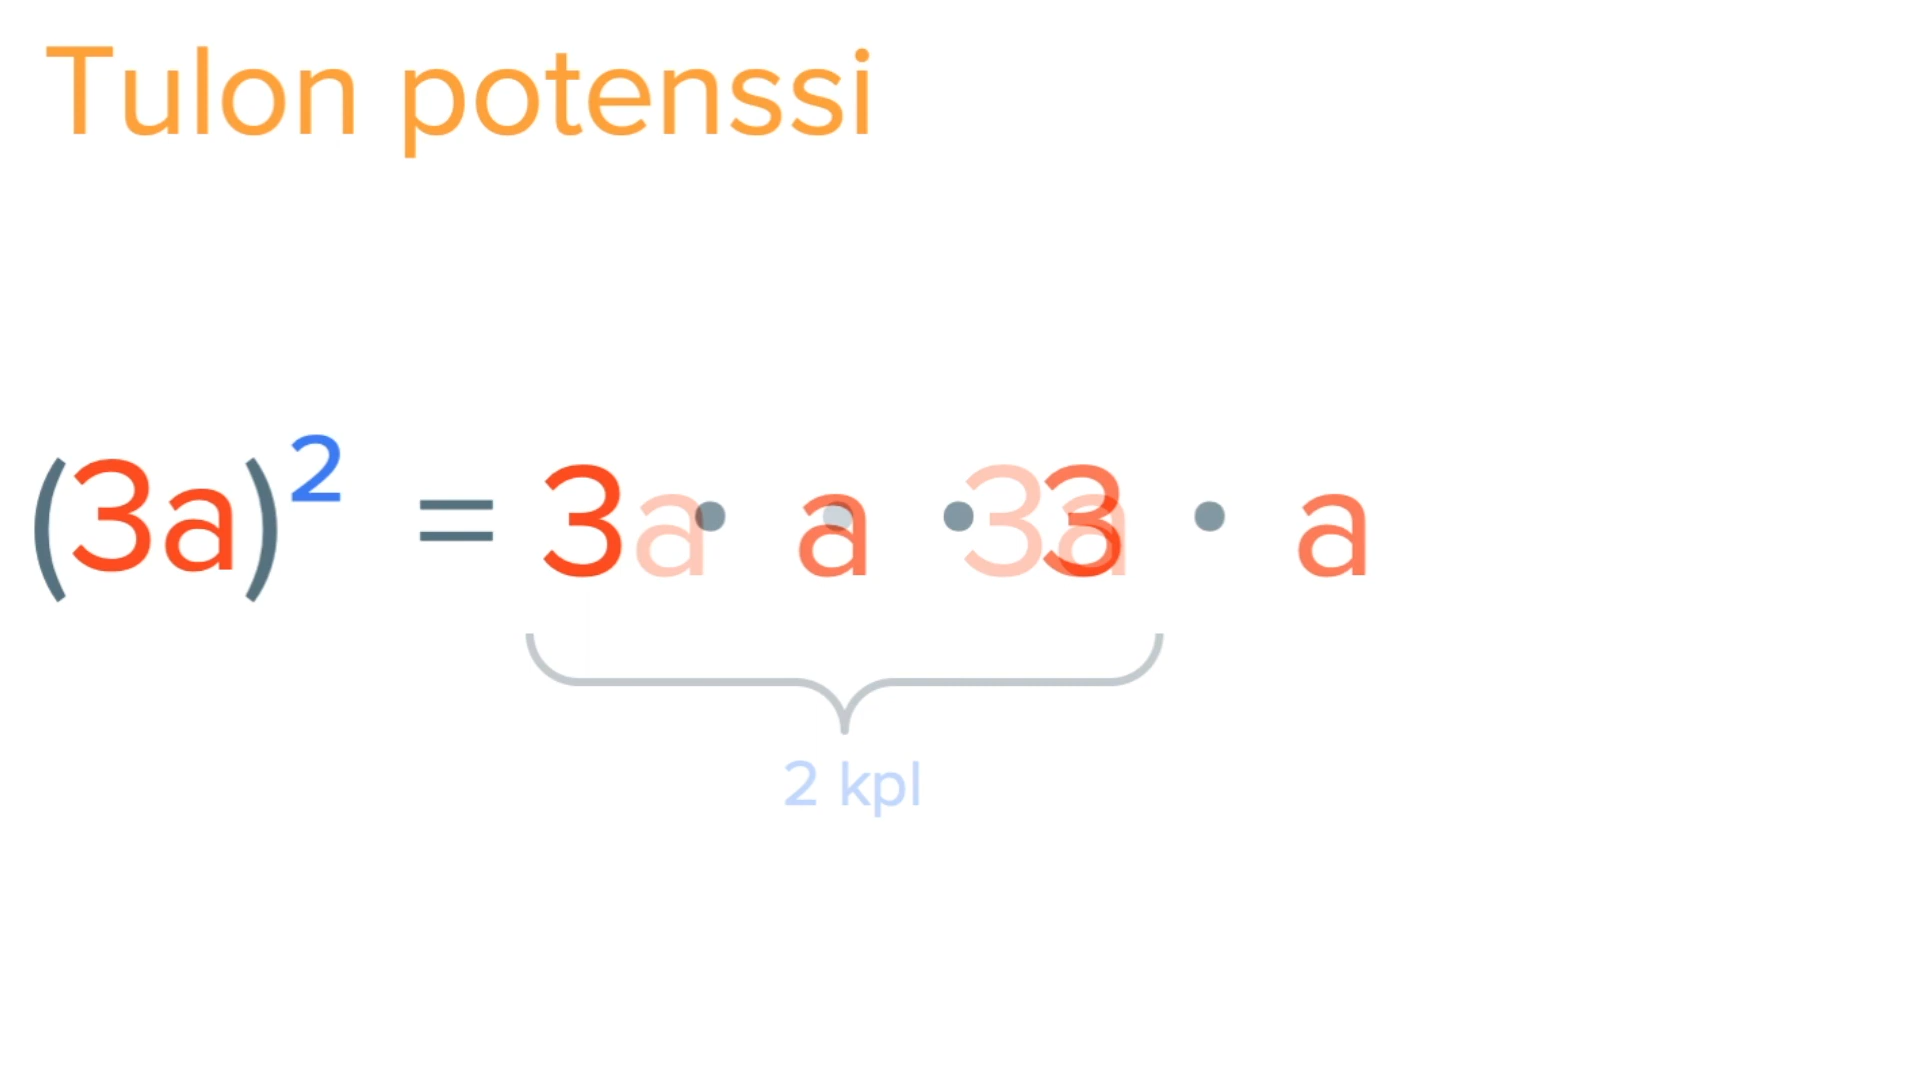 Tulon potenssi
(3a)² = 3 · a · 3 · a
2 kpl